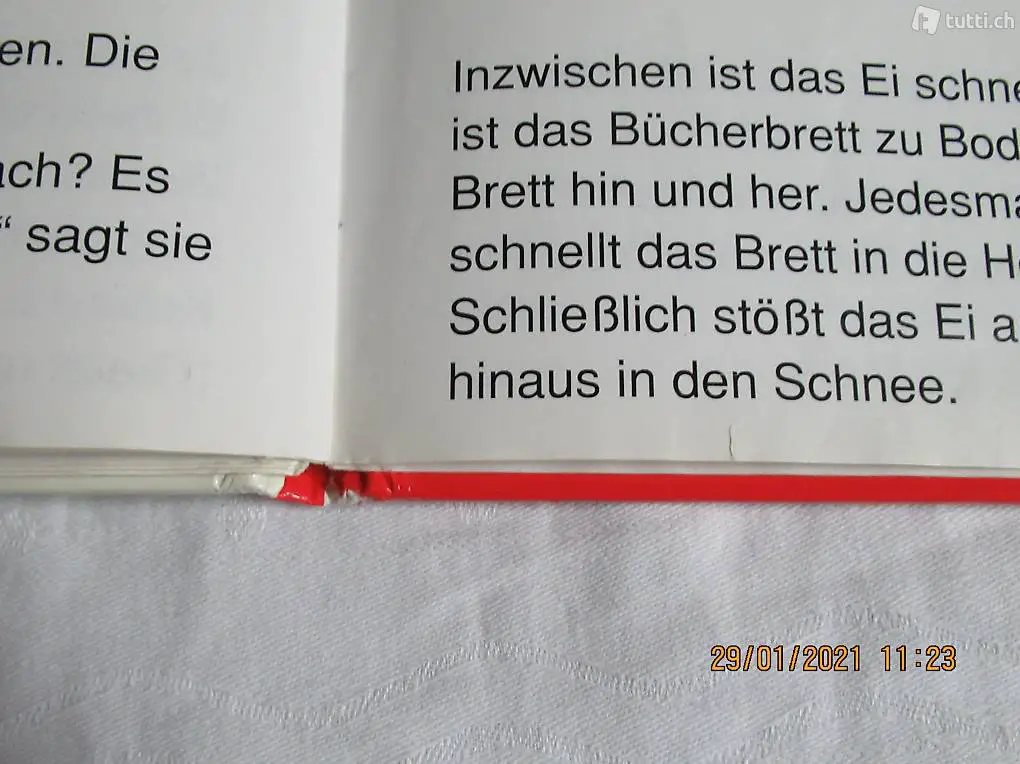 en. Die
ach? Es
“ sagt sie
Inzwischen ist das Ei schne
ist das Bücherbrett zu Bod
Brett hin und her. Jedesma
schnellt das Brett in die H
Schließlich stößt das Ei a
hinaus in den Schnee.
tutti.ch
29/01/2021 11:23